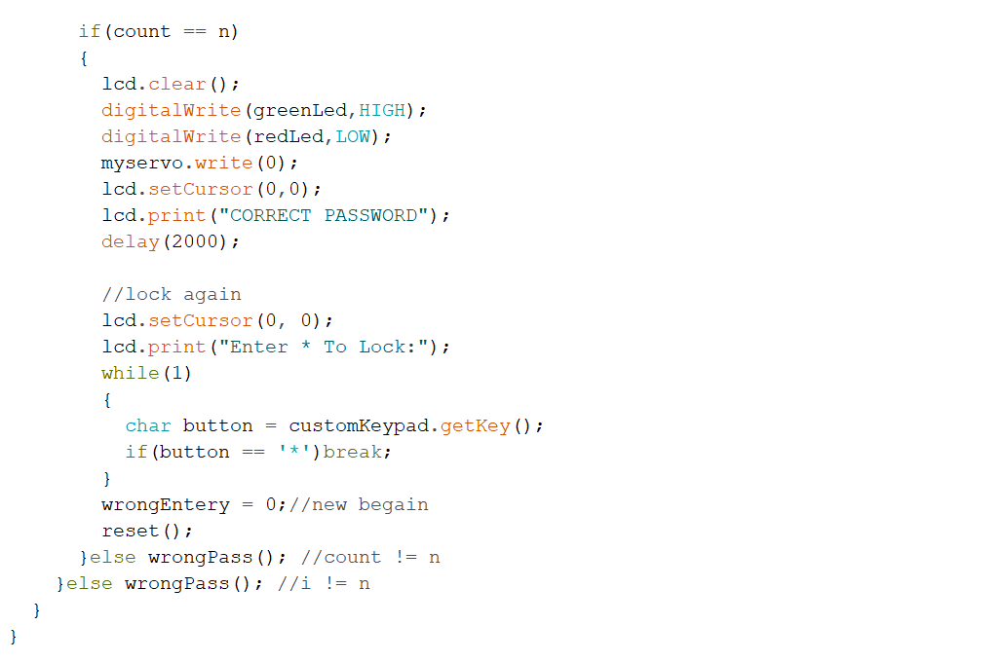 if(count == n)
{
lcd.clear();
digitalWrite(greenLed,HIGH);
digitalWrite(redLed,LOW);
myservo.write(0);
lcd.setCursor(0,0);
lcd.print("CORRECT PASSWORD");
delay(2000);
//lock again
lcd.setCursor(0, 0);
lcd.print("Enter * To Lock:");
while(1)
{
char button = customKeypad.getKey();
if(button == '*')break;
}
wrongEntery = 0;//new begain
reset();
}else wrongPass(); //count != n
}else wrongPass(); //i != n
}
}